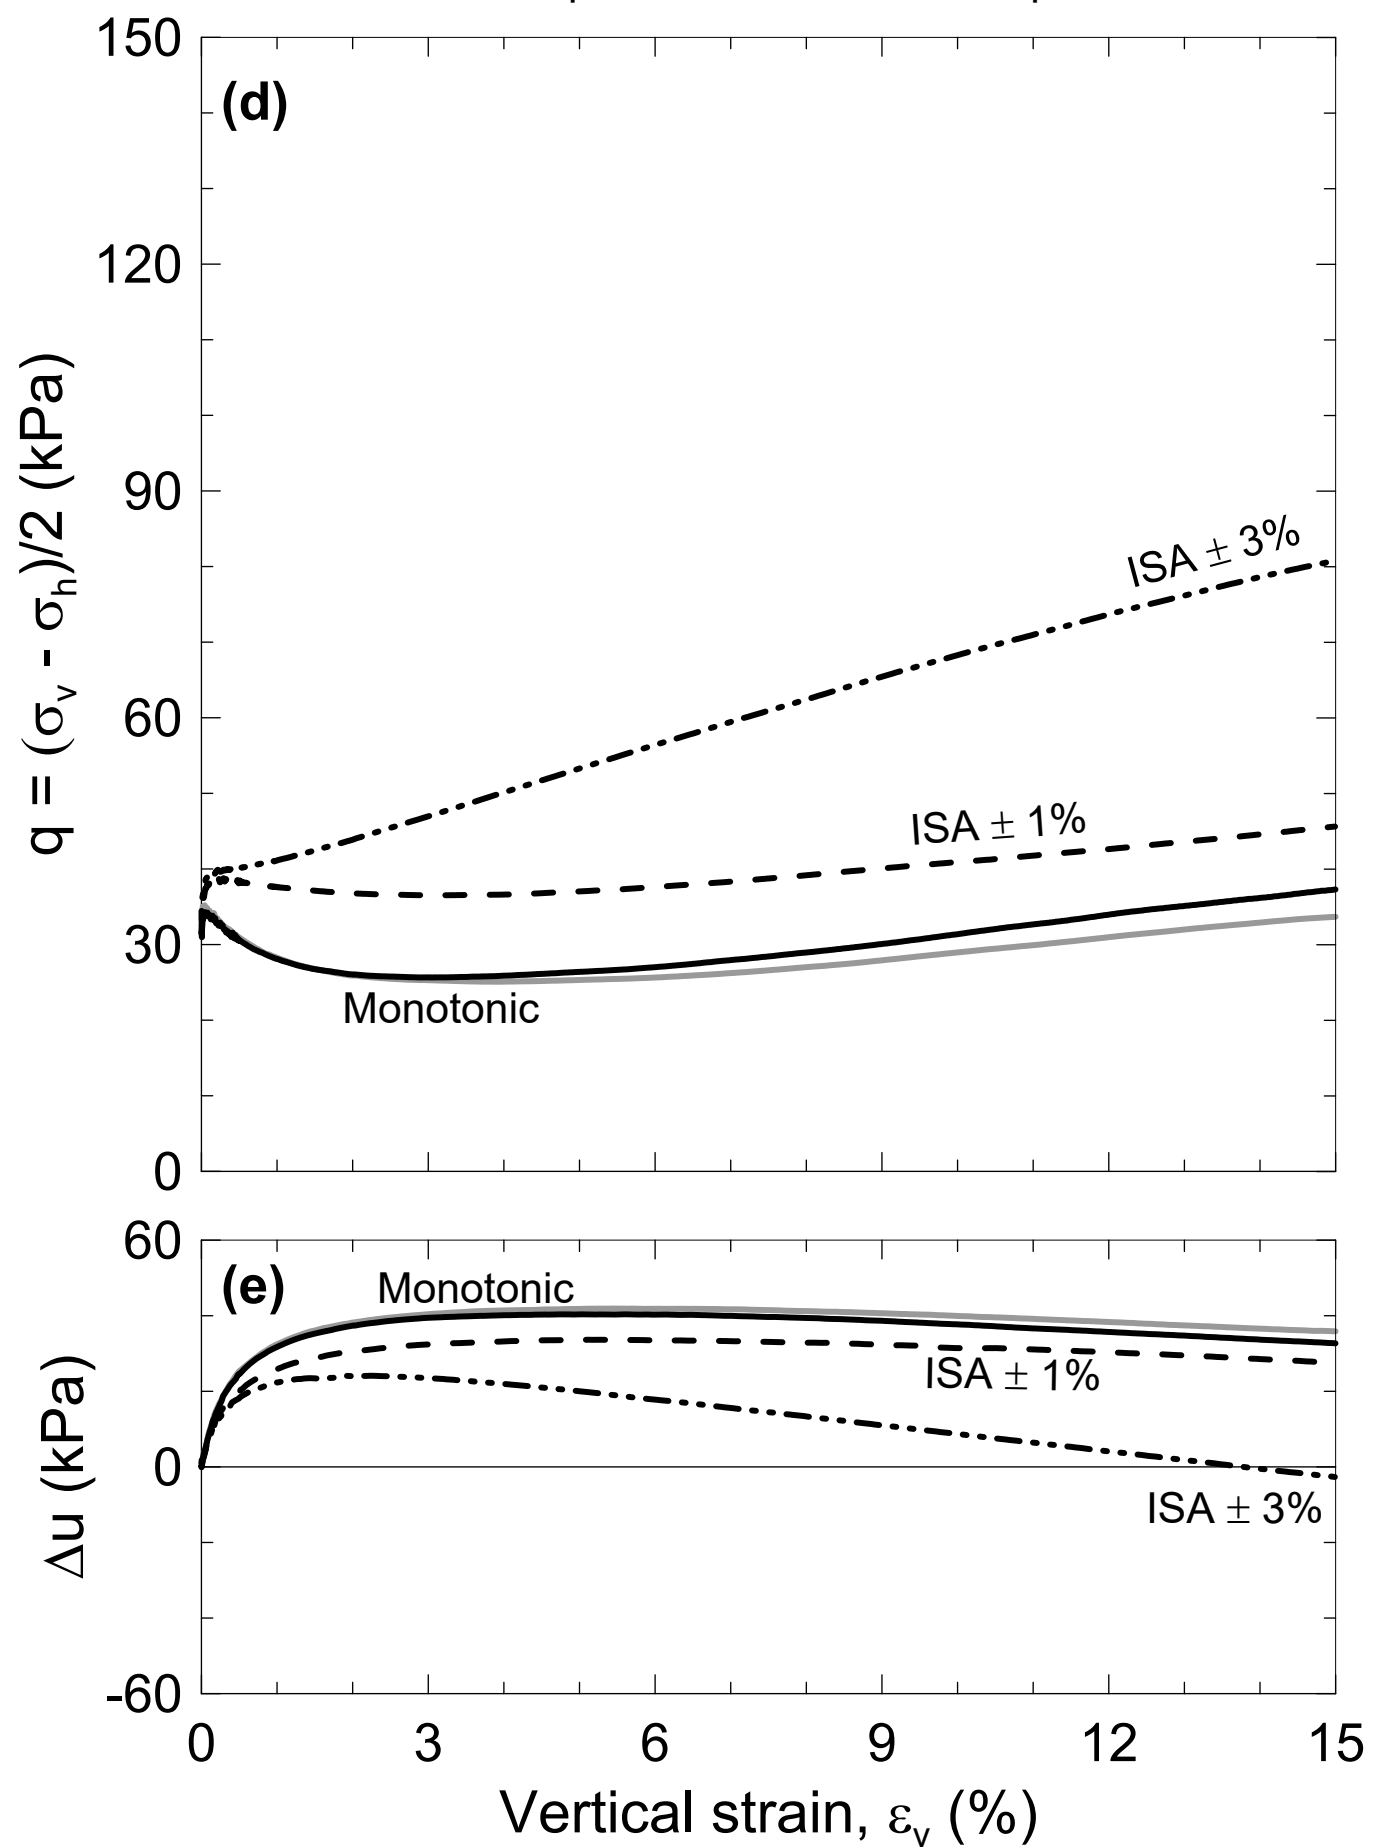 150
(d)
120
q = (σv - σh)/2 (kPa)
90
ISA ± 3%
60
ISA ± 1%
30
Monotonic
0
60
(e)
Monotonic
Δu (kPa)
ISA ± 1%
0
ISA ± 3%
-60
0 3 6 9 12 15
Vertical strain, εv (%)